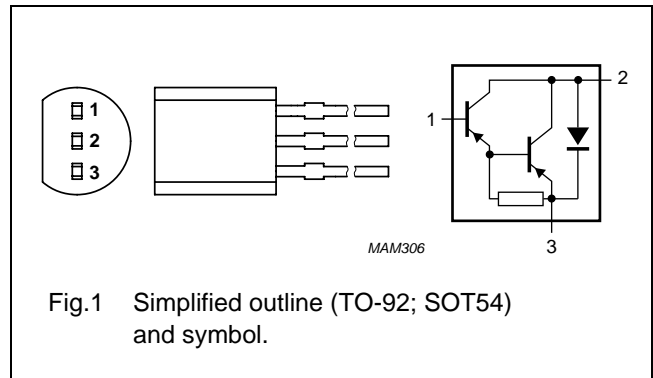 1
2
3
1
2
3
MAM306
Fig.1 Simplified outline (TO-92; SOT54)
and symbol.